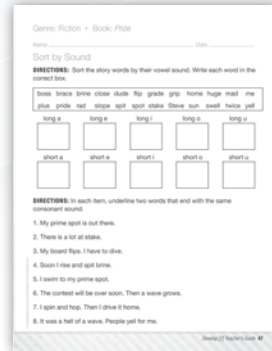 Genre: Fiction • Book: Prize
Name Date
Sort by Sound
DIRECTIONS: Sort the story words by their vowel sound. Write each word in the
correct box.
boss brace brine close dude flip grade grip home huge mad me
plus pride rad slope spit spot stake Steve sun swell twice yell
long a long e long i long o long u
short a short e short i short o short u
DIRECTIONS: In each item, underline two words that end with the same
consonant sound.
1. My prime spot is out there.
2. There is a lot at stake.
3. My board flips. I have to dive.
4. Soon I rise and spit brine.
5. I swim to my prime spot.
6. The contest will be over soon. Then a wave grows.
7. I spin and hop. Then I drive it home.
8. It was a hell of a wave. People yell for me.
Teacher's Guide 47